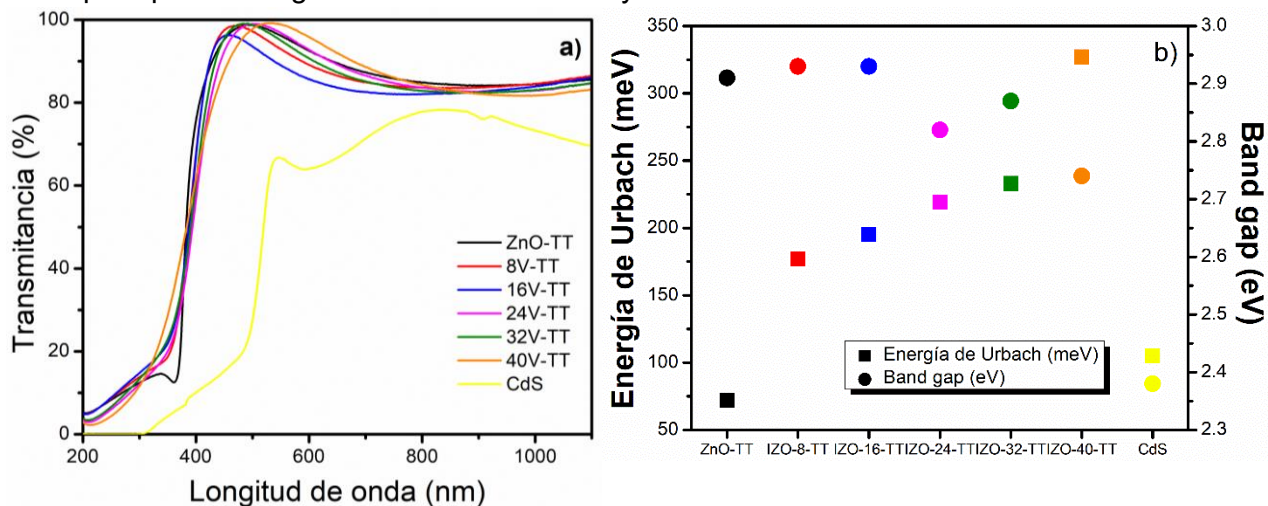 a)
Transmitancia (%)
100
80
60
40
20
0
200
400
600
800
1000
Longitud de onda (nm)
ZnO-TT
8V-TT
16V-TT
24V-TT
32V-TT
40V-TT
CdS
b)
Energía de Urbach (meV)
350
300
250
200
150
100
50
Band gap (eV)
3.0
2.9
2.8
2.7
2.6
2.5
2.4
2.3
Energía de Urbach (meV)
Band gap (eV)
ZnO-TT
IZO-8-TT
IZO-16-TT
IZO-24-TT
IZO-32-TT
IZO-40-TT
CdS